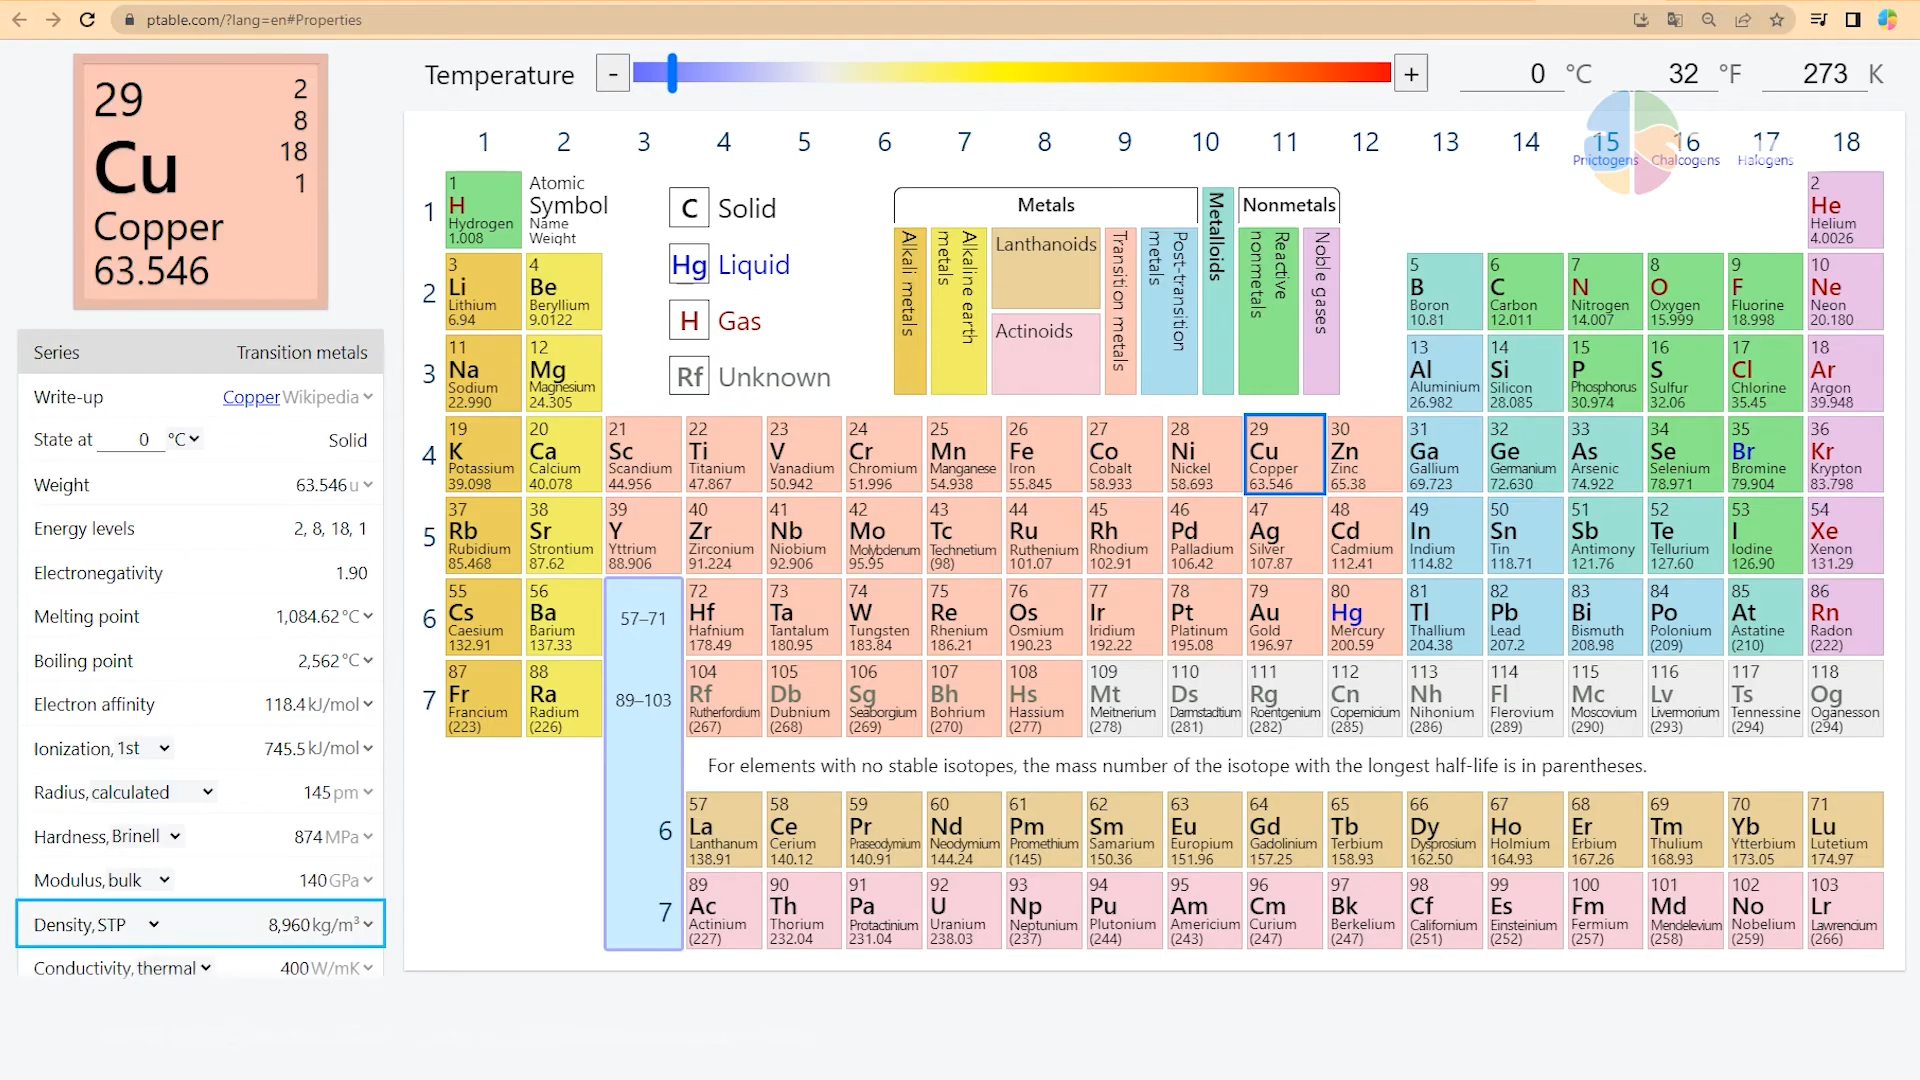 ptable.com/?lang=en#Properties
29
2
8
18
1
Cu
Copper
63.546
Series Transition metals
Write-up Copper Wikipedia
State at 0 °C Solid
Weight 63.546 u
Energy levels 2, 8, 18, 1
Electronegativity 1.90
Melting point 1,084.62 °C
Boiling point 2,562 °C
Electron affinity 118.4 kJ/mol
Ionization, 1st 745.5 kJ/mol
Radius, calculated 145 pm
Hardness, Brinell 874 MPa
Modulus, bulk 140 GPa
Density, STP 8,960 kg/m³
Conductivity, thermal 400 W/mK
Temperature - + 0 °C 32 °F 273 K
1 2 3 4 5 6 7 8 9 10 11 12 13 14 15 16 17 18
Pnictogens Chalcogens Halogens
Atomic
Symbol
Name
Weight
C Solid
Hg Liquid
H Gas
Rf Unknown
Metals
Metalloids
Nonmetals
Alkali metals
Alkaline earth metals
Lanthanoids
Actinoids
Transition metals
Post-transition metals
Reactive nonmetals
Noble gases
1
1 H Hydrogen 1.008
2 He Helium 4.0026
2
3 Li Lithium 6.94
4 Be Beryllium 9.0122
5 B Boron 10.81
6 C Carbon 12.011
7 N Nitrogen 14.007
8 O Oxygen 15.999
9 F Fluorine 18.998
10 Ne Neon 20.180
3
11 Na Sodium 22.990
12 Mg Magnesium 24.305
13 Al Aluminium 26.982
14 Si Silicon 28.085
15 P Phosphorus 30.974
16 S Sulfur 32.06
17 Cl Chlorine 35.45
18 Ar Argon 39.948
4
19 K Potassium 39.098
20 Ca Calcium 40.078
21 Sc Scandium 44.956
22 Ti Titanium 47.867
23 V Vanadium 50.942
24 Cr Chromium 51.996
25 Mn Manganese 54.938
26 Fe Iron 55.845
27 Co Cobalt 58.933
28 Ni Nickel 58.693
29 Cu Copper 63.546
30 Zn Zinc 65.38
31 Ga Gallium 69.723
32 Ge Germanium 72.630
33 As Arsenic 74.922
34 Se Selenium 78.971
35 Br Bromine 79.904
36 Kr Krypton 83.798
5
37 Rb Rubidium 85.468
38 Sr Strontium 87.62
39 Y Yttrium 88.906
40 Zr Zirconium 91.224
41 Nb Niobium 92.906
42 Mo Molybdenum 95.95
43 Tc Technetium (98)
44 Ru Ruthenium 101.07
45 Rh Rhodium 102.91
46 Pd Palladium 106.42
47 Ag Silver 107.87
48 Cd Cadmium 112.41
49 In Indium 114.82
50 Sn Tin 118.71
51 Sb Antimony 121.76
52 Te Tellurium 127.60
53 I Iodine 126.90
54 Xe Xenon 131.29
6
55 Cs Caesium 132.91
56 Ba Barium 137.33
57–71
72 Hf Hafnium 178.49
73 Ta Tantalum 180.95
74 W Tungsten 183.84
75 Re Rhenium 186.21
76 Os Osmium 190.23
77 Ir Iridium 192.22
78 Pt Platinum 195.08
79 Au Gold 196.97
80 Hg Mercury 200.59
81 Tl Thallium 204.38
82 Pb Lead 207.2
83 Bi Bismuth 208.98
84 Po Polonium (209)
85 At Astatine (210)
86 Rn Radon (222)
7
87 Fr Francium (223)
88 Ra Radium (226)
89–103
104 Rf Rutherfordium (267)
105 Db Dubnium (268)
106 Sg Seaborgium (269)
107 Bh Bohrium (270)
108 Hs Hassium (277)
109 Mt Meitnerium (278)
110 Ds Darmstadtium (281)
111 Rg Roentgenium (282)
112 Cn Copernicium (285)
113 Nh Nihonium (286)
114 Fl Flerovium (289)
115 Mc Moscovium (290)
116 Lv Livermorium (293)
117 Ts Tennessine (294)
118 Og Oganesson (294)
For elements with no stable isotopes, the mass number of the isotope with the longest half-life is in parentheses.
6
57 La Lanthanum 138.91
58 Ce Cerium 140.12
59 Pr Praseodymium 140.91
60 Nd Neodymium 144.24
61 Pm Promethium (145)
62 Sm Samarium 150.36
63 Eu Europium 151.96
64 Gd Gadolinium 157.25
65 Tb Terbium 158.93
66 Dy Dysprosium 162.50
67 Ho Holmium 164.93
68 Er Erbium 167.26
69 Tm Thulium 168.93
70 Yb Ytterbium 173.05
71 Lu Lutetium 174.97
7
89 Ac Actinium (227)
90 Th Thorium 232.04
91 Pa Protactinium 231.04
92 U Uranium 238.03
93 Np Neptunium (237)
94 Pu Plutonium (244)
95 Am Americium (243)
96 Cm Curium (247)
97 Bk Berkelium (247)
98 Cf Californium (251)
99 Es Einsteinium (252)
100 Fm Fermium (257)
101 Md Mendelevium (258)
102 No Nobelium (259)
103 Lr Lawrencium (266)